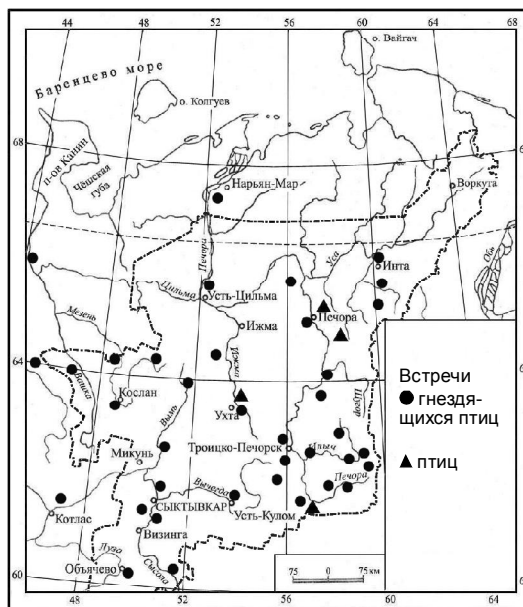 44 48 52 56 60 64 68
о. Вайгач
Баренцево море
о. Колгуев
68
п-ов Канин
Чёшская
губа
Нарьян-Мар
Воркута
Печора
Уса
Обь
Инта
Цильма
Усть-Цильма
Мезень
Ижма
Печора
64
Вашка
Кослан
Ижма
Щугор
Встречи
гнездя-
щихся птиц
птиц
Вымь
Ухта
Микунь
Троицко-Печорск
Илыч
Печора
Вычегда
СЫКТЫВКАР
Усть-Кулом
Котлас
Визинга
Луза
Объячево
Сысола
75 0 75
км
60
48 52 56 60